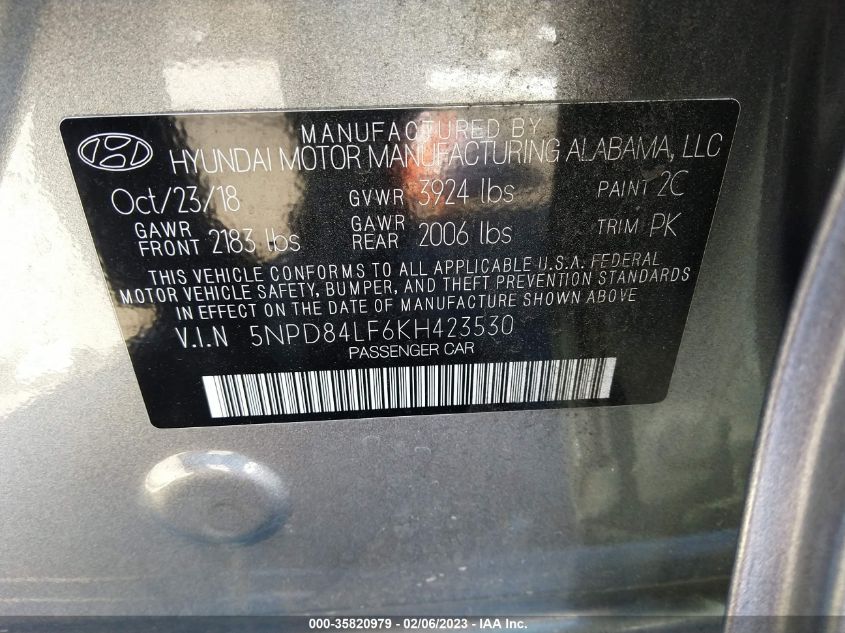 MANUFACTURED BY
HYUNDAI MOTOR MANUFACTURING ALABAMA, LLC
Oct/23/18 GVWR 3924 lbs PAINT 2C
GAWR FRONT 2183 lbs GAWR REAR 2006 lbs TRIM PK
THIS VEHICLE CONFORMS TO ALL APPLICABLE U.S.A. FEDERAL
MOTOR VEHICLE SAFETY, BUMPER, AND THEFT PREVENTION STANDARDS
IN EFFECT ON THE DATE OF MANUFACTURE SHOWN ABOVE.
V.I.N 5NPD84LF6KH423530
PASSENGER CAR
000-35820979 - 02/06/2023 - IAA Inc.